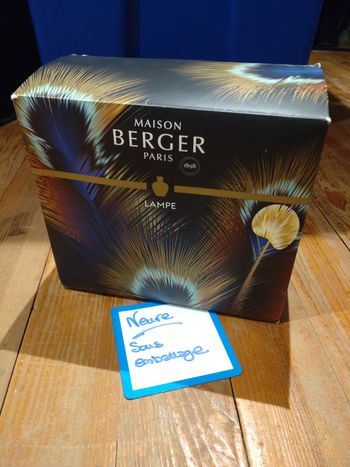 MAISON
BERGER
PARIS
1898
LAMPE
Neuve
Sous
emballage